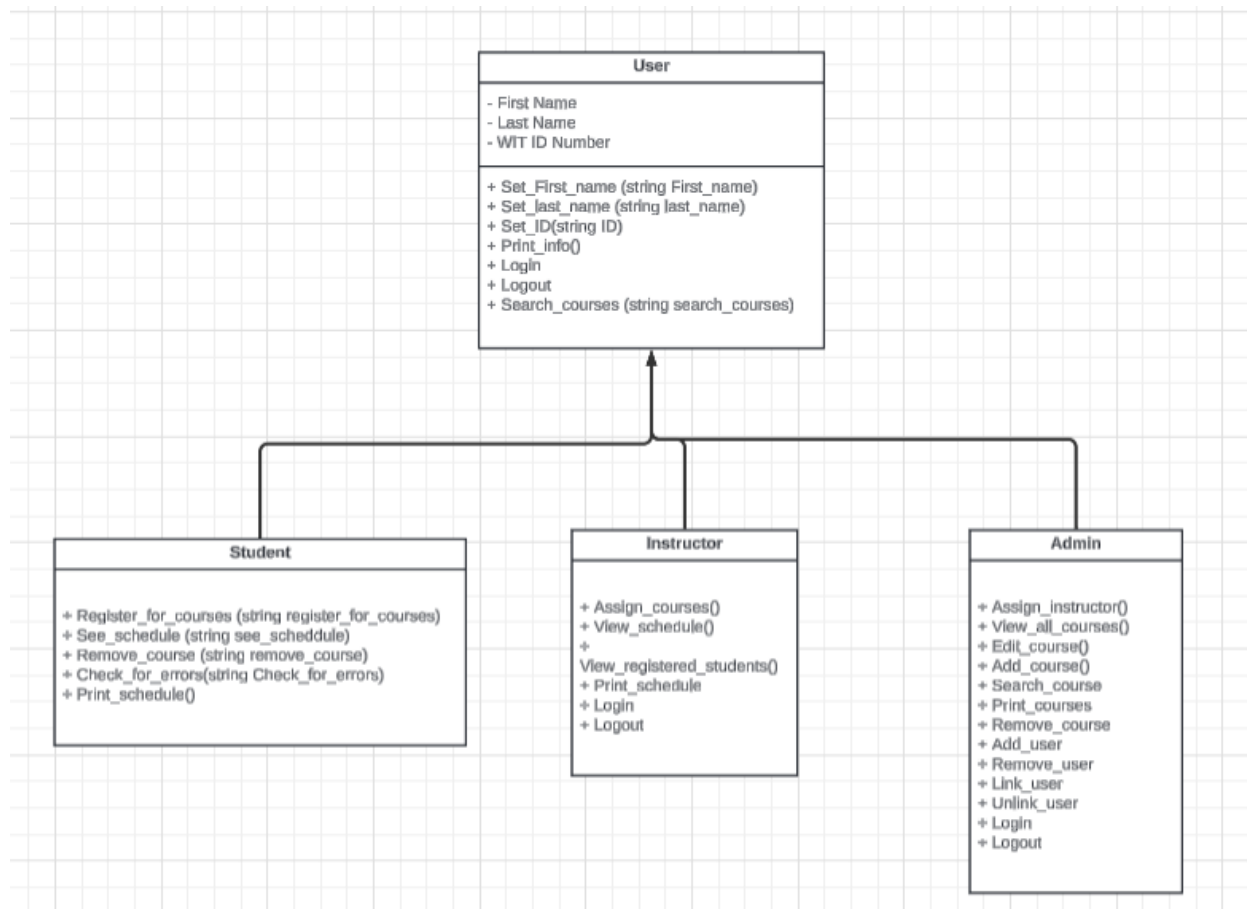 User
- First Name
- Last Name
- WIT ID Number
+ Set_First_name (string First_name)
+ Set_last_name (string last_name)
+ Set_ID(string ID)
+ Print_info()
+ Login
+ Logout
+ Search_courses (string search_courses)
Student
+ Register_for_courses (string register_for_courses)
+ See_schedule (string see_scheddule)
+ Remove_course (string remove_course)
+ Check_for_errors(string Check_for_errors)
+ Print_schedule()
Instructor
+ Assign_courses()
+ View_schedule()
+
View_registered_students()
+ Print_schedule
+ Login
+ Logout
Admin
+ Assign_instructor()
+ View_all_courses()
+ Edit_course()
+ Add_course()
+ Search_course
+ Print_courses
+ Remove_course
+ Add_user
+ Remove_user
+ Link_user
+ Unlink_user
+ Login
+ Logout